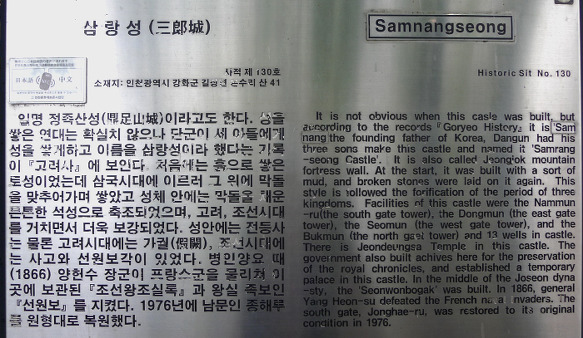 삼랑성 (三郞城)
日本語
中文
사적 제 130호
소재지: 인천광역시 강화군 길상면 온수리 산 41
일명 정족산성(鼎足山城)이라고도 한다. 성을
쌓은 연대는 확실치 않으나 단군이 세 아들에게
성을 쌓게하고 이름을 삼랑성이라 했다는 기록
이 『고려사』에 보인다. 처음에는 흙으로 쌓은
토성이었는데 삼국시대에 이르러 그 위에 막돌
을 맞추어가며 쌓았고 성체 안에는 막돌을 채운
튼튼한 석성으로 축조되었으며, 고려, 조선시대
를 거치면서 더욱 보강되었다. 성안에는 전등사
는 물론 고려시대에는 가궐(假闕), 조선시대에
는 사고와 선원보각이 있었다. 병인양요 때
(1866) 양헌수 장군이 프랑스군을 물리쳐 이
곳에 보관된 『조선왕조실록』과 왕실 족보인
『선원보』를 지켰다. 1976년에 남문인 종해루
를 원형대로 복원했다.
Samnangseong
Historic Sit No. 130
It is not obvious when this castle was built, but
according to the records 『Goryeo History』 it is Sam
nang the founding father of Korea, Dangun had his
three sons make this castle and named it 'Samrang
-seong Castle'. It is also called Jeongjok mountain
fortress wall. At the start, it was built with a sort of
mud, and broken stones were laid on it again. This
style is followed the fortification of the period of three
kingdoms. Facilities of this castle were the Nammun
-ru(the south gate tower), the Dongmun (the east gate
tower), the Seomun (the west gate tower), and the
Bukmun (the north gate tower) and 13 wells in castle.
There is Jeondeungsa Temple in this castle. The
government also built achives here for the preservation
of the royal chronicles, and established a temporary
palace in this castle. In the middle of the Joseon dyna
sty, the 'Seonwonbogak' was built. In 1866, general
Yang Heon-su defeated the French naval invaders. The
south gate, Jonghae-ru, was restored to its original
condition in 1976.